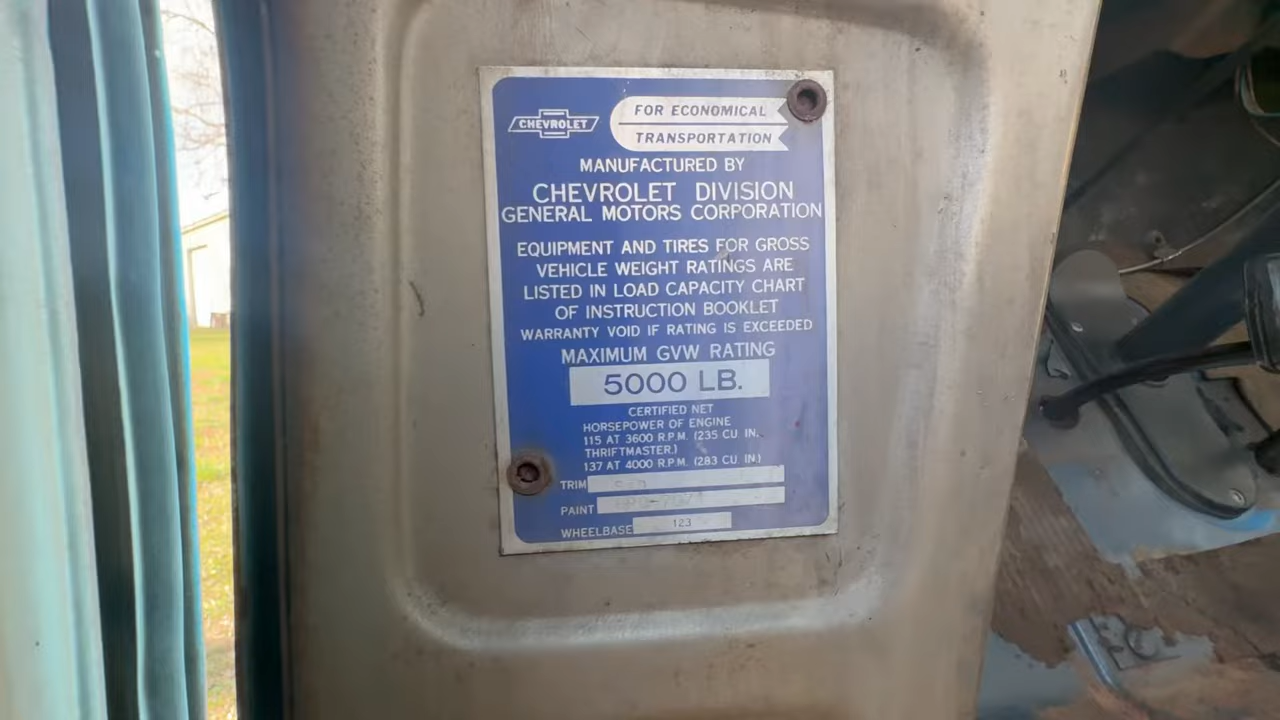 CHEVROLET
FOR ECONOMICAL
TRANSPORTATION
MANUFACTURED BY
CHEVROLET DIVISION
GENERAL MOTORS CORPORATION
EQUIPMENT AND TIRES FOR GROSS
VEHICLE WEIGHT RATINGS ARE
LISTED IN LOAD CAPACITY CHART
OF INSTRUCTION BOOKLET
WARRANTY VOID IF RATING IS EXCEEDED
MAXIMUM GVW RATING
5000 LB.
CERTIFIED NET
HORSEPOWER OF ENGINE
115 AT 3600 R.P.M. (235 CU. IN.
THRIFTMASTER.)
137 AT 4000 R.P.M. (283 CU. IN.)
TRIM
PAINT
WHEELBASE 123